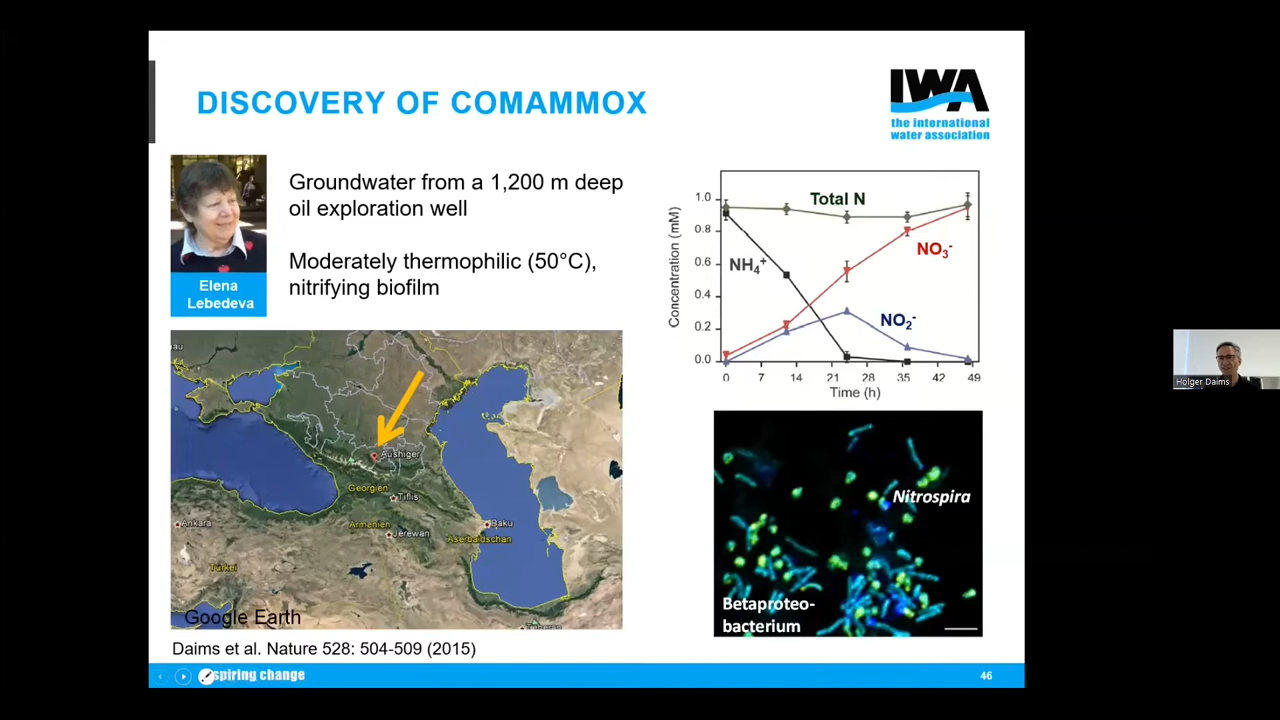 DISCOVERY OF COMAMMOX
IWA
the international
water association
Groundwater from a 1,200 m deep
oil exploration well
Moderately thermophilic (50°C),
nitrifying biofilm
Elena
Lebedeva
Concentration (mM)
1.0
0.8
0.6
0.4
0.2
0.0
Total N
NH₄⁺
NO₃⁻
NO₂⁻
0 7 14 21 28 35 42 49
Time (h)
Aushiger
Georgien
Tiflis
Ankara
Armenien
Jerewan
Baku
Aserbaidschan
Türkei
Google Earth
Nitrospira
Betaproteo-
bacterium
Daims et al. Nature 528: 504-509 (2015)
spiring change
46
Holger Daims